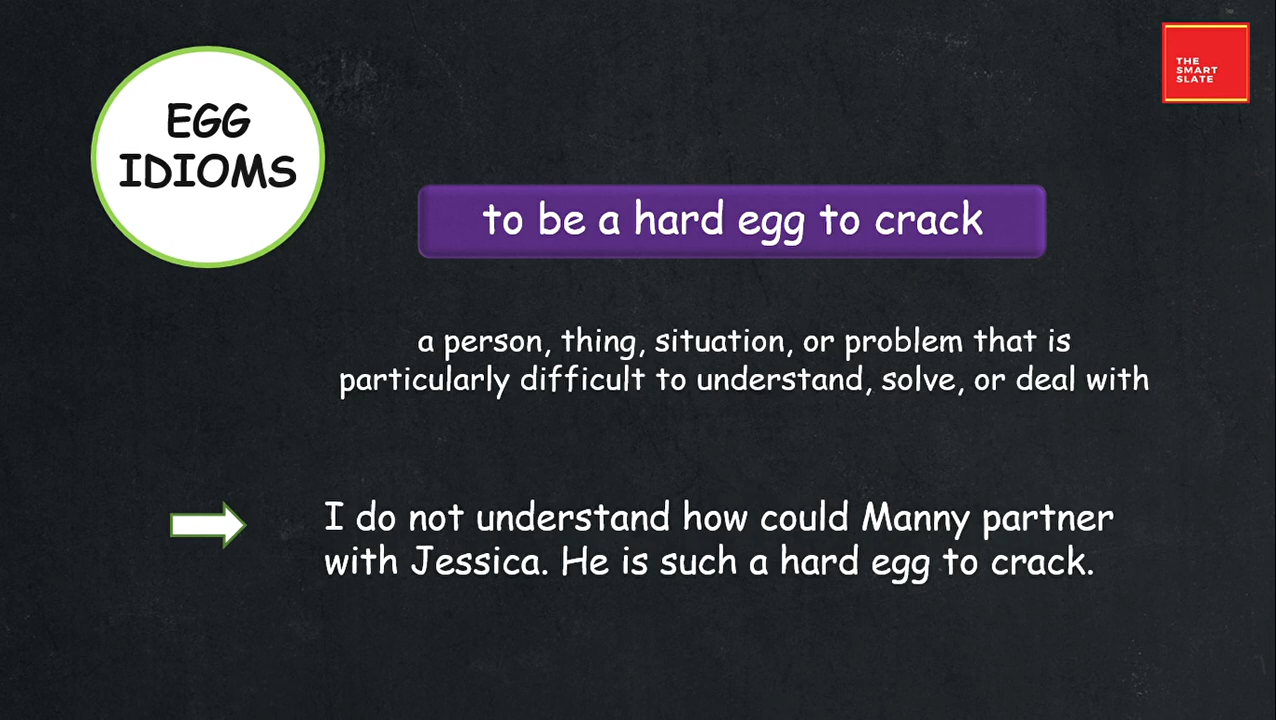 THE
SMART
SLATE
EGG
IDIOMS
to be a hard egg to crack
a person, thing, situation, or problem that is
particularly difficult to understand, solve, or deal with
I do not understand how could Manny partner
with Jessica. He is such a hard egg to crack.